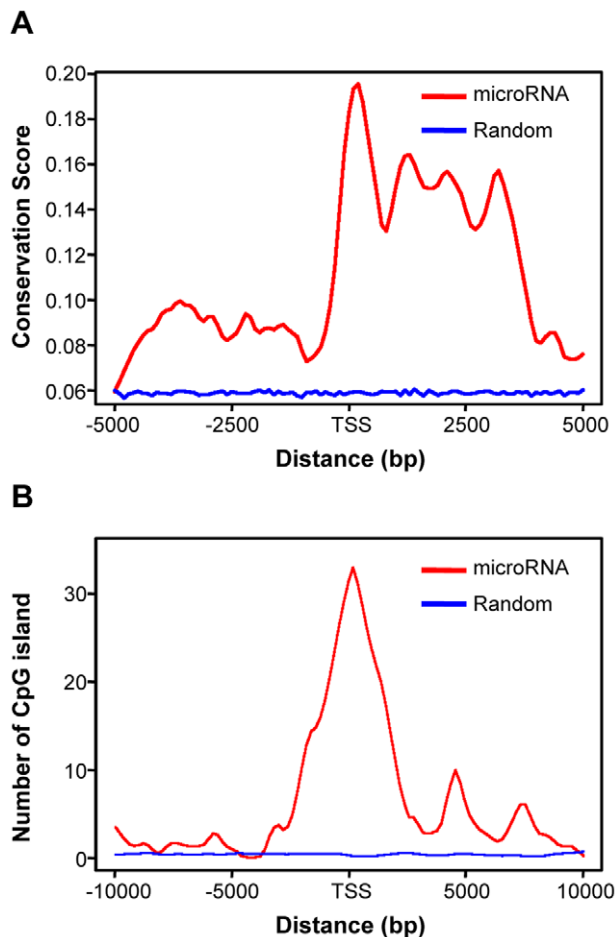 A
Conservation Score
0.20
0.18
0.16
0.14
0.12
0.10
0.08
0.06
microRNA
Random
-5000
-2500
TSS
2500
5000
Distance (bp)
B
Number of CpG island
30
20
10
0
microRNA
Random
-10000
-5000
TSS
5000
10000
Distance (bp)